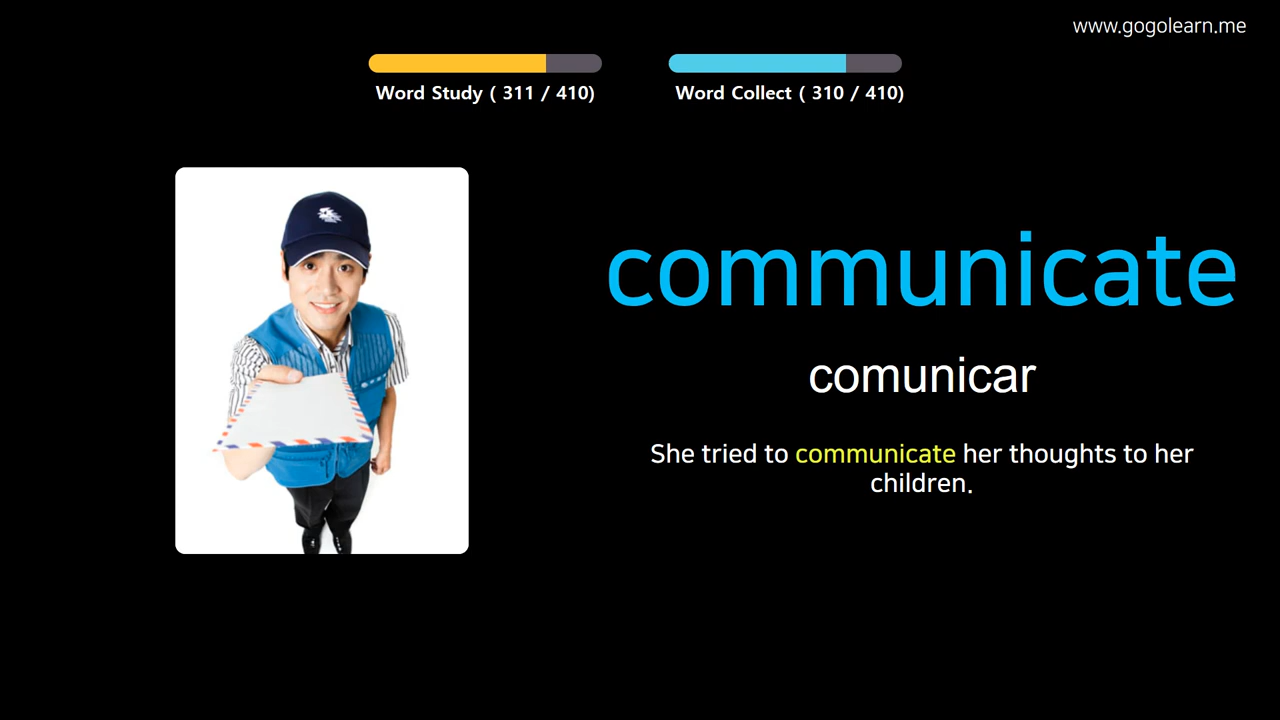 www.gogolearn.me
Word Study ( 311 / 410)
Word Collect ( 310 / 410)
communicate
comunicar
She tried to communicate her thoughts to her
children.